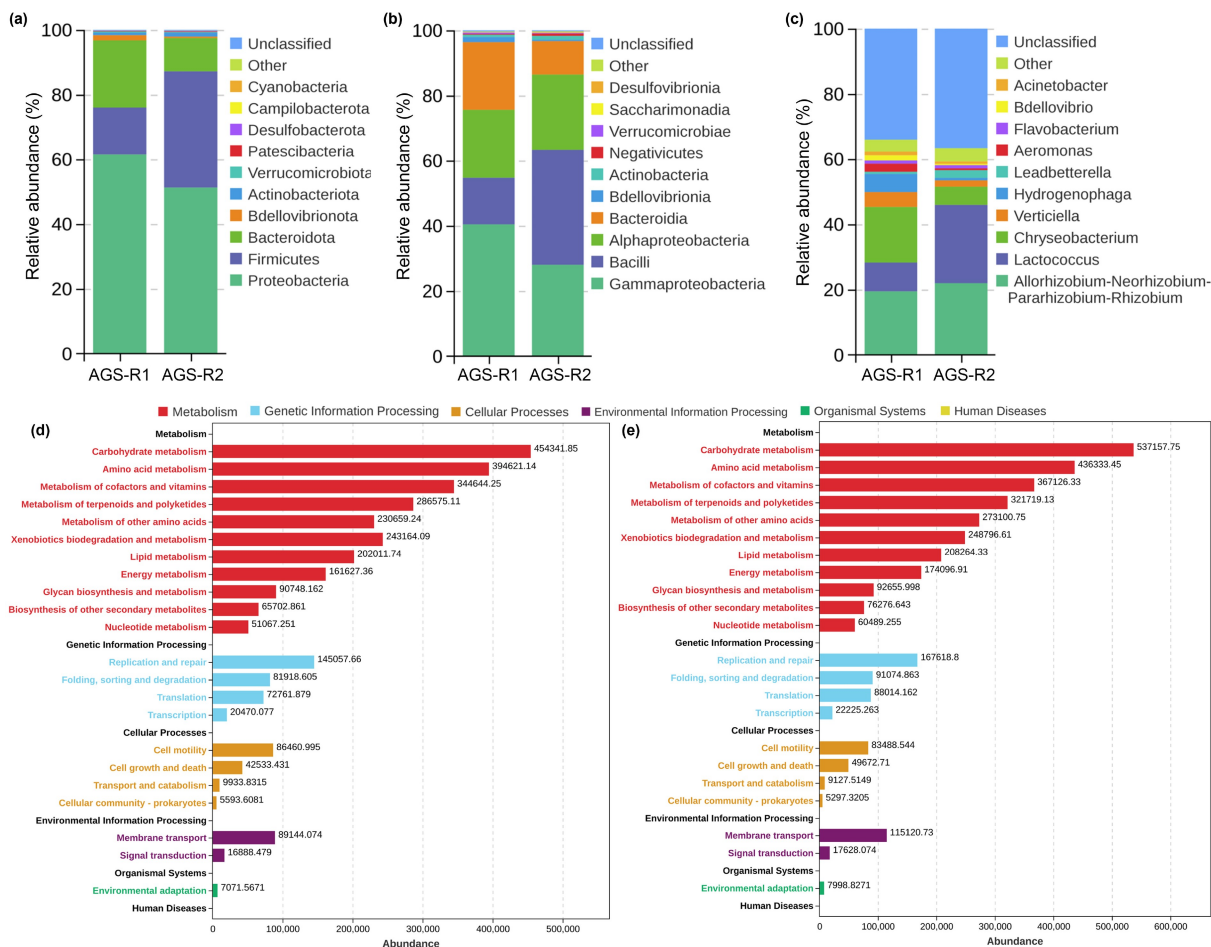 (a)
Relative abundance (%)
100
80
60
40
20
0
AGS-R1
AGS-R2
Unclassified
Other
Cyanobacteria
Campilobacterota
Desulfobacterota
Patescibacteria
Verrucomicrobiota
Actinobacteriota
Bdellovibrionota
Bacteroidota
Firmicutes
Proteobacteria
(b)
Relative abundance (%)
100
80
60
40
20
0
AGS-R1
AGS-R2
Unclassified
Other
Desulfovibrionia
Saccharimonadia
Verrucomicrobiae
Negativicutes
Actinobacteria
Bdellovibrionia
Bacteroidia
Alphaproteobacteria
Bacilli
Gammaproteobacteria
(c)
Relative abundance (%)
100
80
60
40
20
0
AGS-R1
AGS-R2
Unclassified
Other
Acinetobacter
Bdellovibrio
Flavobacterium
Aeromonas
Leadbetterella
Hydrogenophaga
Verticiella
Chryseobacterium
Lactococcus
Allorhizobium-Neorhizobium-
Pararhizobium-Rhizobium
Metabolism Genetic Information Processing Cellular Processes Environmental Information Processing Organismal Systems Human Diseases
(d)
Metabolism
Carbohydrate metabolism 454341.85
Amino acid metabolism 394621.14
Metabolism of cofactors and vitamins 344644.25
Metabolism of terpenoids and polyketides 286575.11
Metabolism of other amino acids 230659.24
Xenobiotics biodegradation and metabolism 243164.09
Lipid metabolism 202011.74
Energy metabolism 161627.36
Glycan biosynthesis and metabolism 90748.162
Biosynthesis of other secondary metabolites 65702.861
Nucleotide metabolism 51067.251
Genetic Information Processing
Replication and repair 145057.66
Folding, sorting and degradation 81918.605
Translation 72761.879
Transcription 20470.077
Cellular Processes
Cell motility 86460.995
Cell growth and death 42533.431
Transport and catabolism 9933.8315
Cellular community - prokaryotes 5593.6081
Environmental Information Processing
Membrane transport 89144.074
Signal transduction 16888.479
Organismal Systems
Environmental adaptation 7071.5671
Human Diseases
0 100,000 200,000 300,000 400,000 500,000
Abundance
(e)
Metabolism
Carbohydrate metabolism 537157.75
Amino acid metabolism 436333.45
Metabolism of cofactors and vitamins 367126.33
Metabolism of terpenoids and polyketides 321719.13
Metabolism of other amino acids 273100.75
Xenobiotics biodegradation and metabolism 248796.61
Lipid metabolism 208264.33
Energy metabolism 174096.91
Glycan biosynthesis and metabolism 92655.998
Biosynthesis of other secondary metabolites 76276.643
Nucleotide metabolism 60489.255
Genetic Information Processing
Replication and repair 167618.8
Folding, sorting and degradation 91074.863
Translation 88014.162
Transcription 22225.263
Cellular Processes
Cell motility 83488.544
Cell growth and death 49672.71
Transport and catabolism 9127.5149
Cellular community - prokaryotes 5297.3205
Environmental Information Processing
Membrane transport 115120.73
Signal transduction 17628.074
Organismal Systems
Environmental adaptation 7998.8271
Human Diseases
0 100,000 200,000 300,000 400,000 500,000 600,000
Abundance